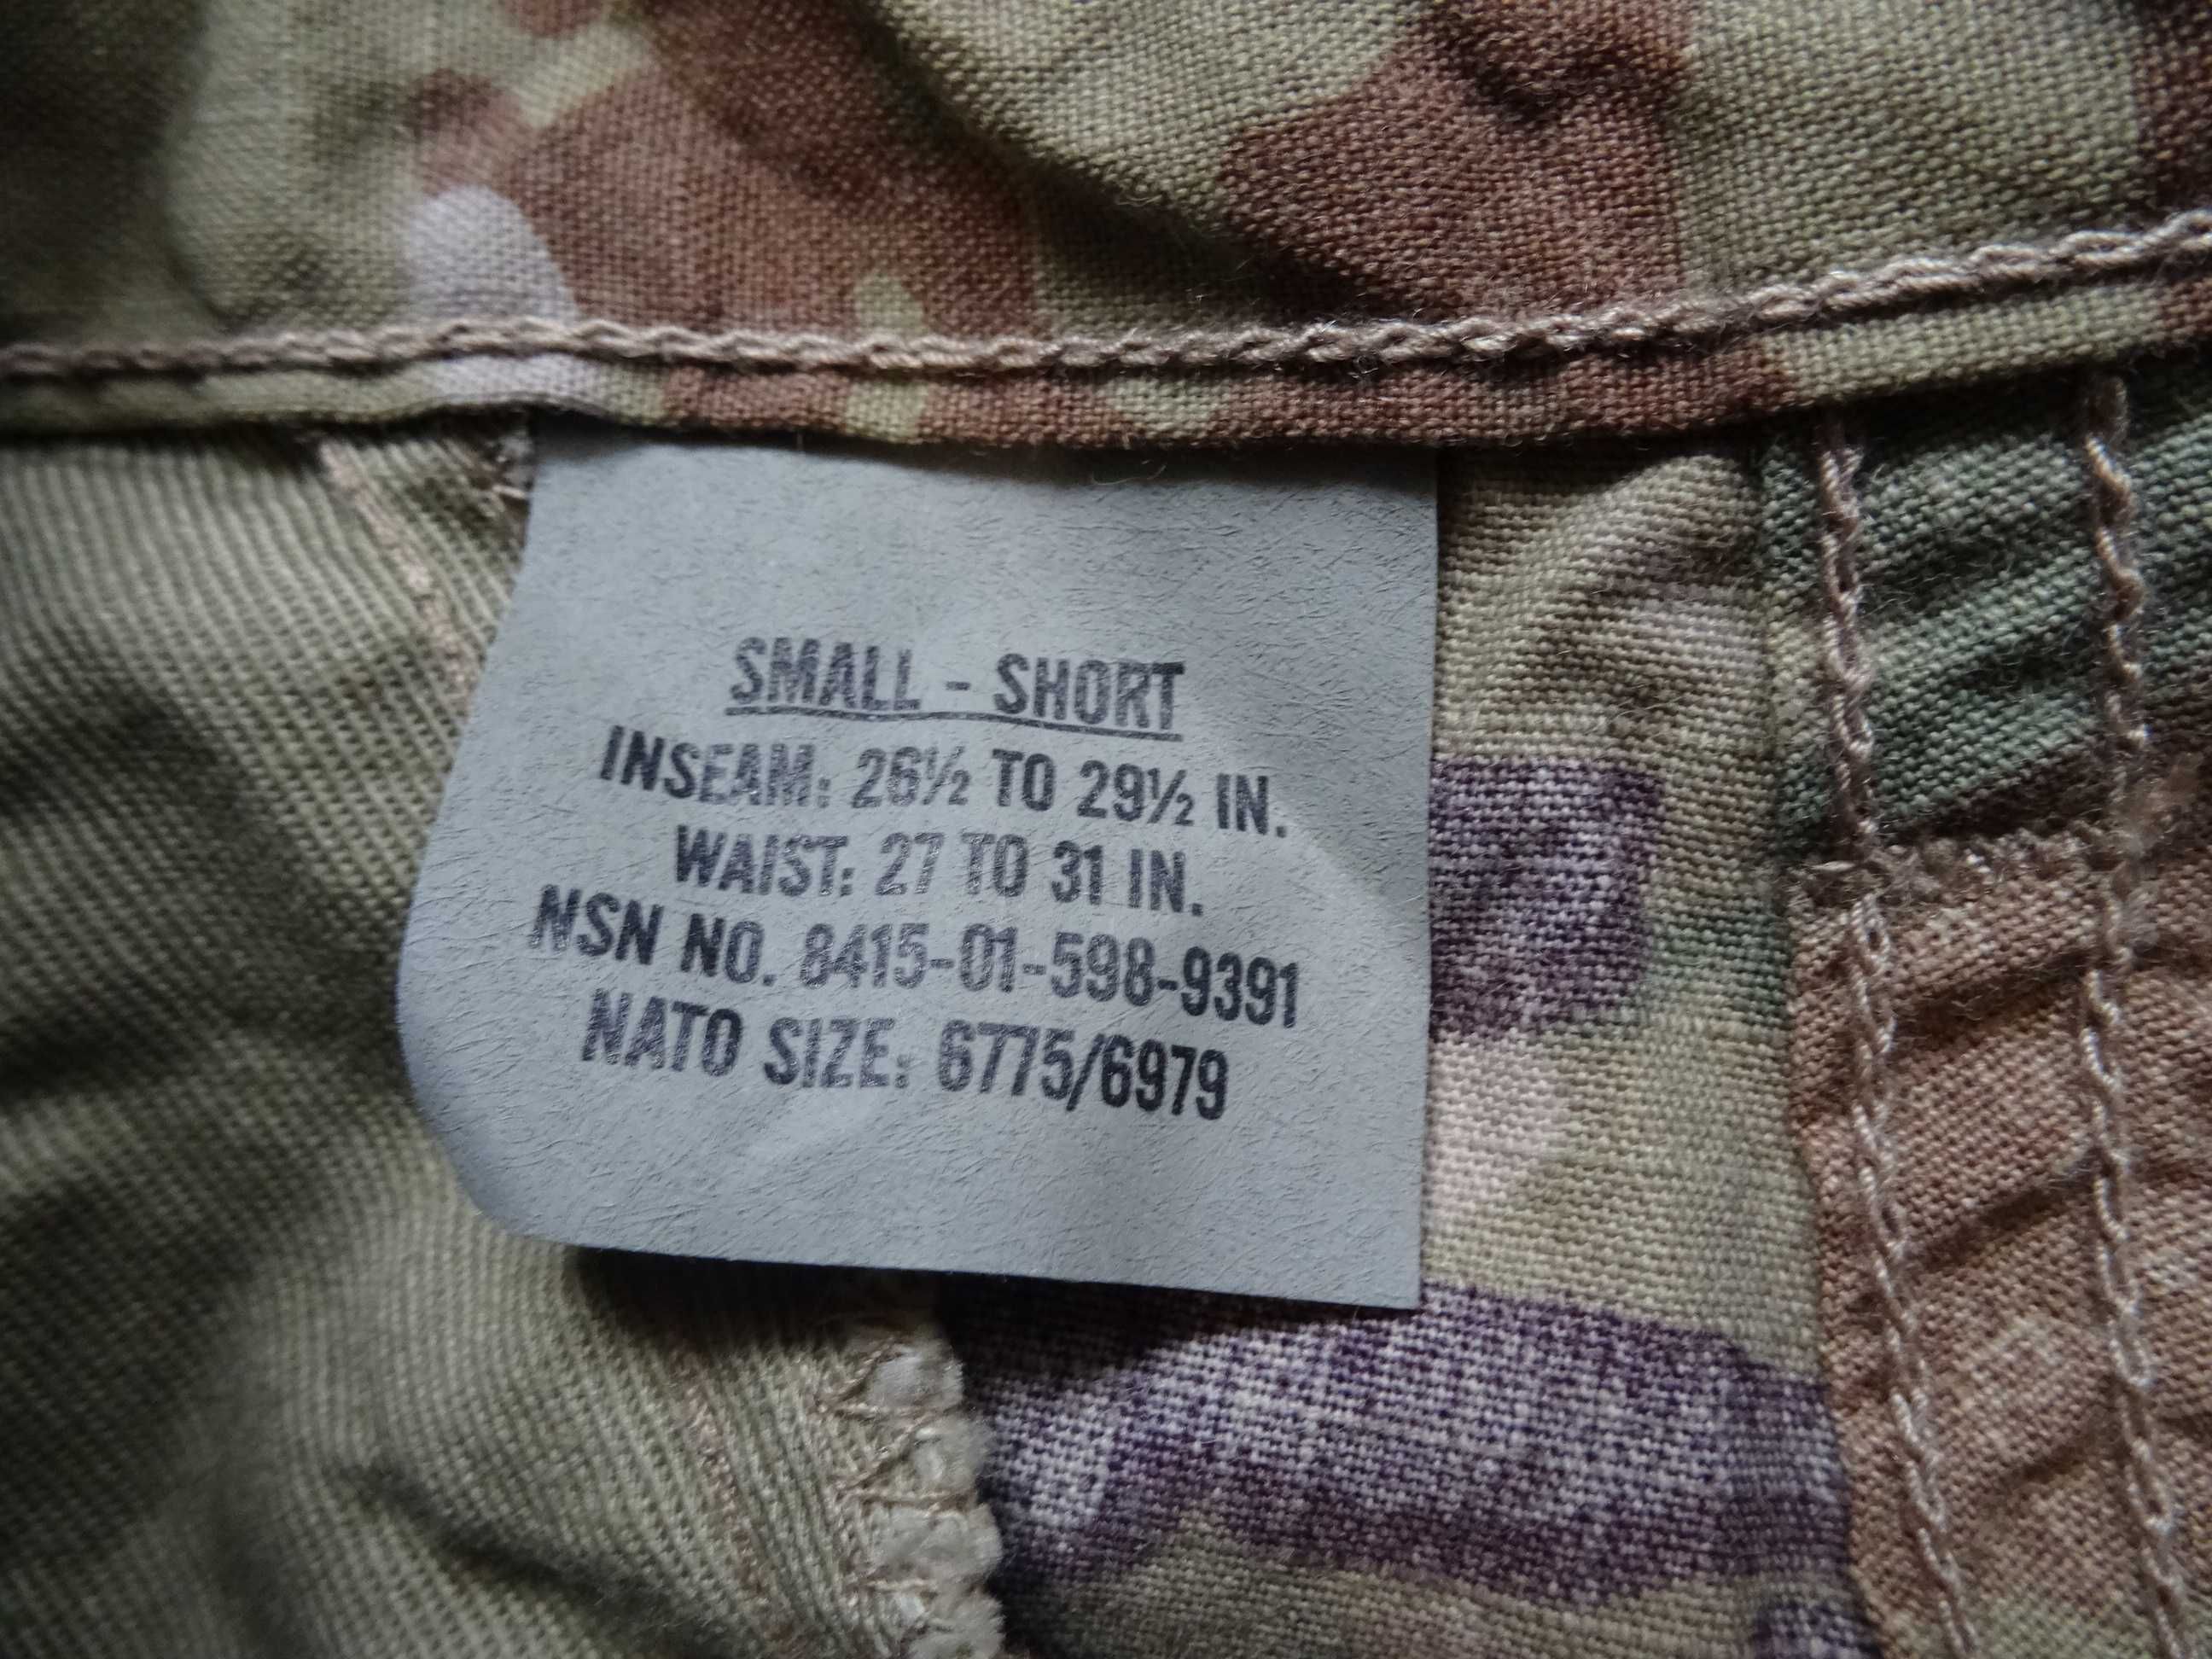 SMALL - SHORT
INSEAM: 26½ TO 29½ IN.
WAIST: 27 TO 31 IN.
NSN NO. 8415-01-598-9391
NATO SIZE: 6775/6979